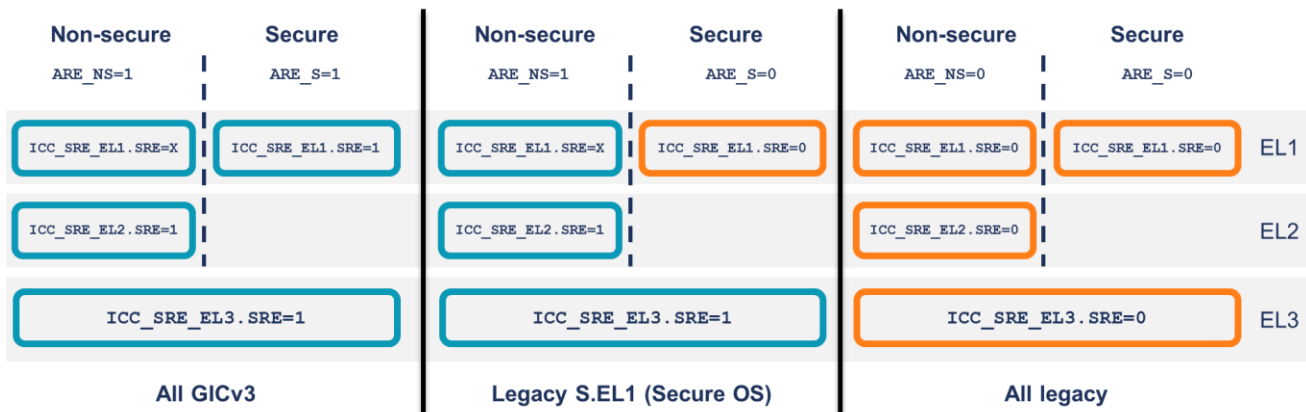 Non-secure Secure Non-secure Secure Non-secure Secure
ARE_NS=1 ARE_S=1 ARE_NS=1 ARE_S=0 ARE_NS=0 ARE_S=0
ICC_SRE_EL1.SRE=X ICC_SRE_EL1.SRE=1 ICC_SRE_EL1.SRE=X ICC_SRE_EL1.SRE=0 ICC_SRE_EL1.SRE=0 ICC_SRE_EL1.SRE=0 EL1
ICC_SRE_EL2.SRE=1 ICC_SRE_EL2.SRE=1 ICC_SRE_EL2.SRE=0 EL2
ICC_SRE_EL3.SRE=1 ICC_SRE_EL3.SRE=1 ICC_SRE_EL3.SRE=0 EL3
All GICv3 Legacy S.EL1 (Secure OS) All legacy